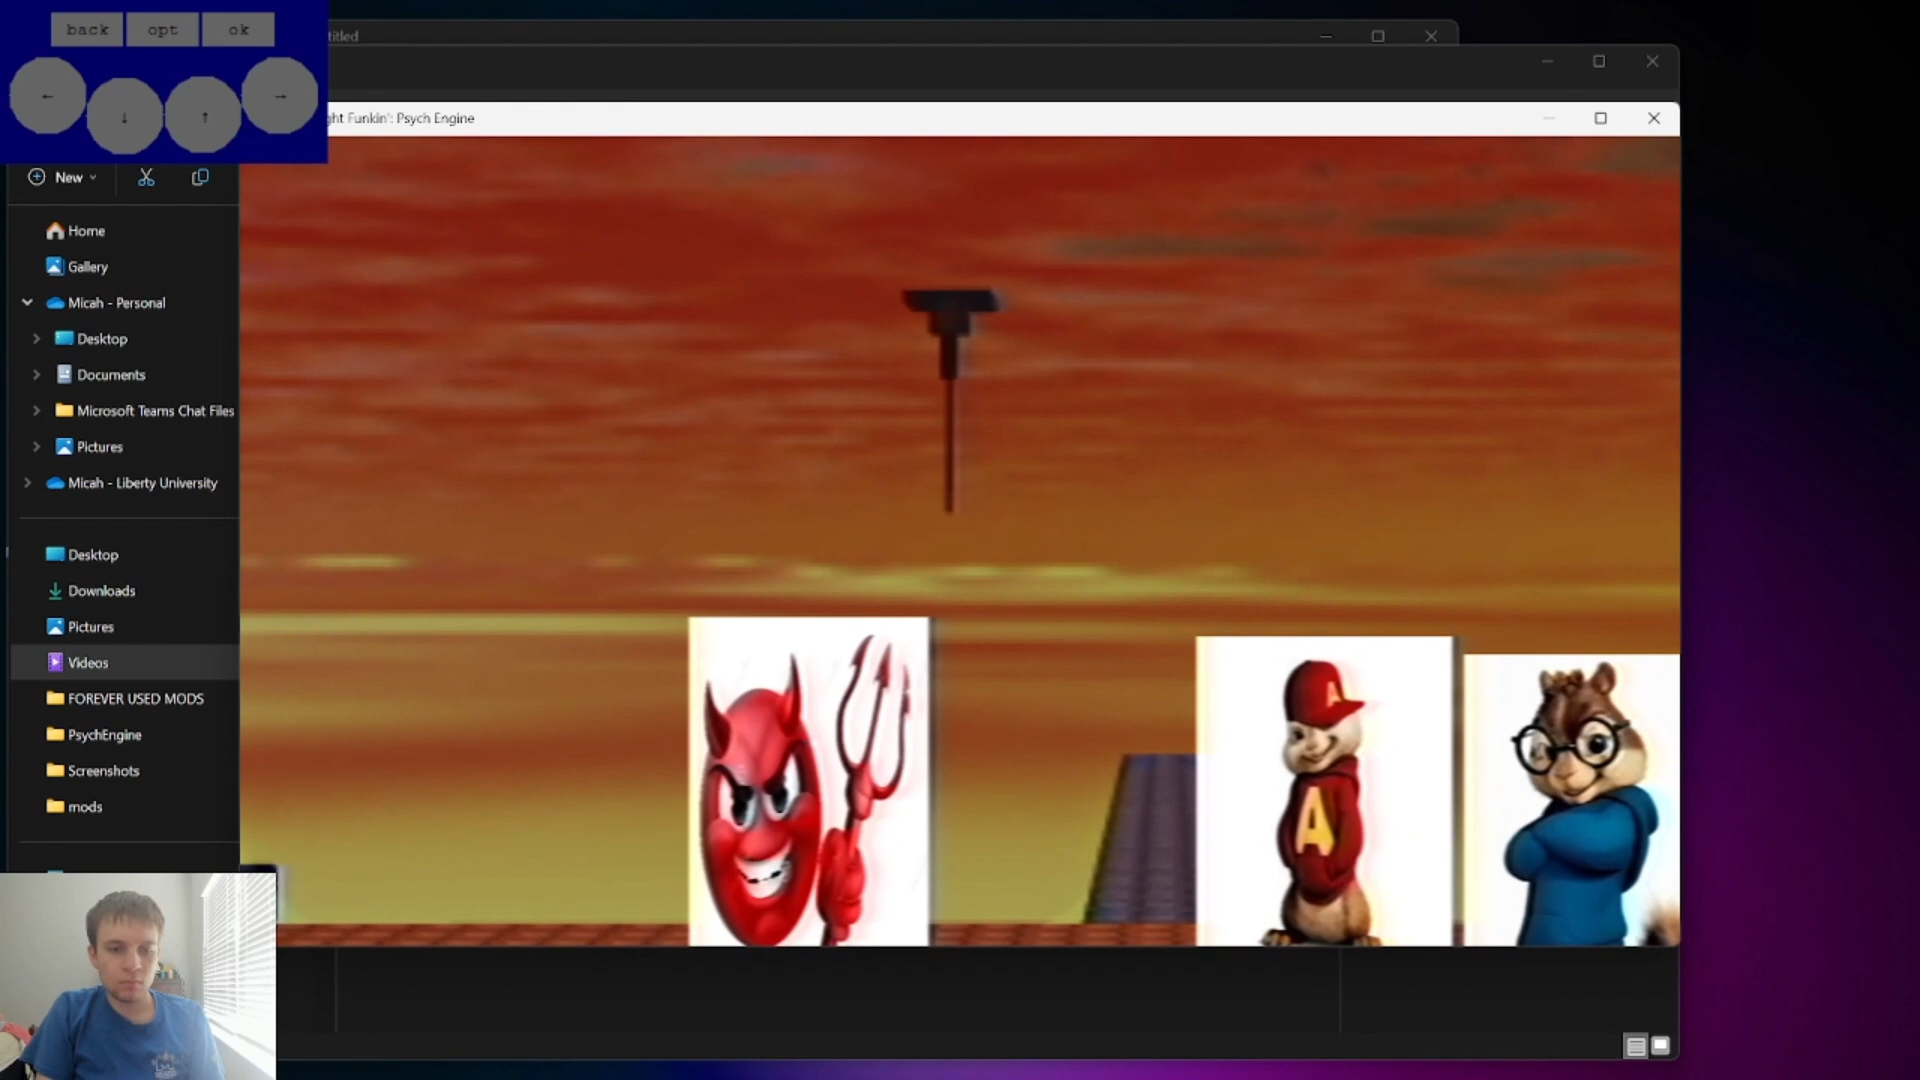 back opt ok
← ↓ ↑ →
titled
ght Funkin': Psych Engine
New
Home
Gallery
Micah - Personal
Desktop
Documents
Microsoft Teams Chat Files
Pictures
Micah - Liberty University
Desktop
Downloads
Pictures
Videos
FOREVER USED MODS
PsychEngine
Screenshots
mods
A
A